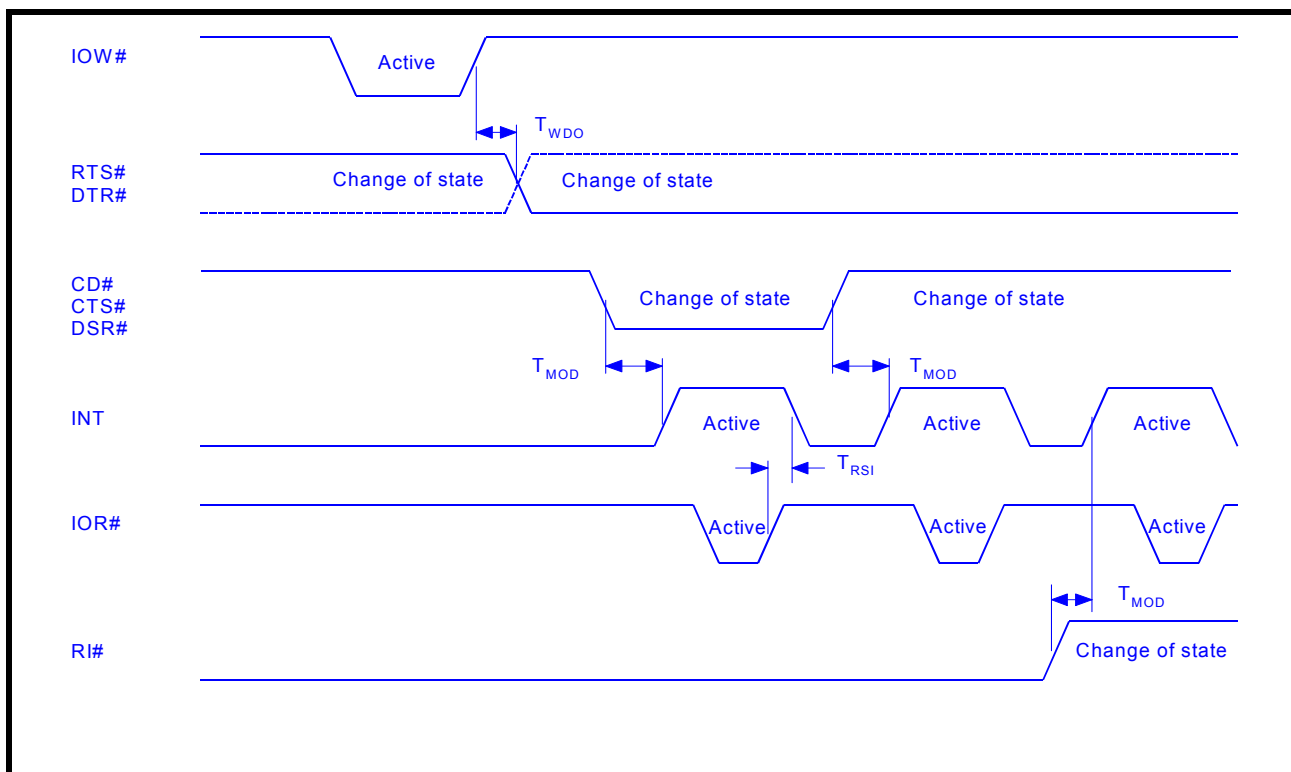 IOW#
Active
TWDO
RTS#
DTR#
Change of state
Change of state
CD#
CTS#
DSR#
Change of state
Change of state
TMOD
TMOD
INT
Active
Active
Active
TRSI
IOR#
Active
Active
Active
TMOD
RI#
Change of state